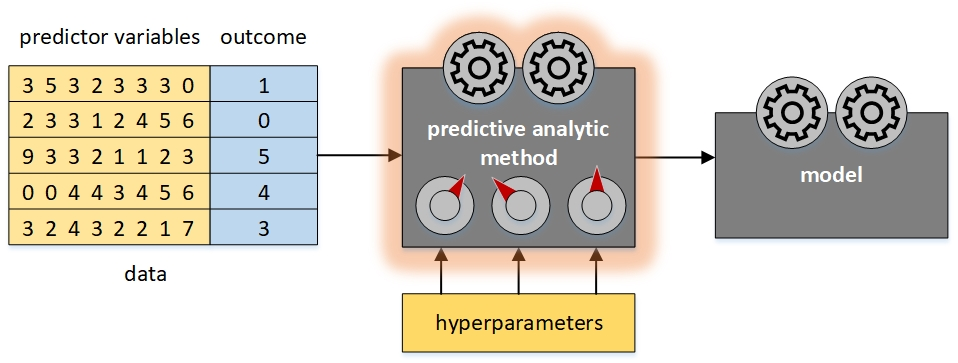 predictor variables outcome
3 5 3 2 3 3 3 0 1
2 3 3 1 2 4 5 6 0
9 3 3 2 1 1 2 3 5
0 0 4 4 3 4 5 6 4
3 2 4 3 2 2 1 7 3
data
predictive analytic
method
hyperparameters
model